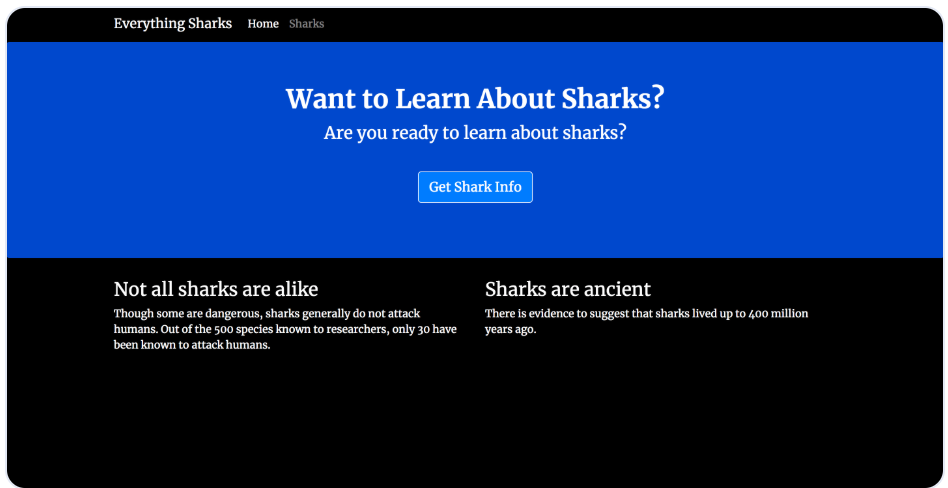 Everything Sharks Home Sharks
Want to Learn About Sharks?
Are you ready to learn about sharks?
Get Shark Info
Not all sharks are alike
Though some are dangerous, sharks generally do not attack
humans. Out of the 500 species known to researchers, only 30 have
been known to attack humans.
Sharks are ancient
There is evidence to suggest that sharks lived up to 400 million
years ago.